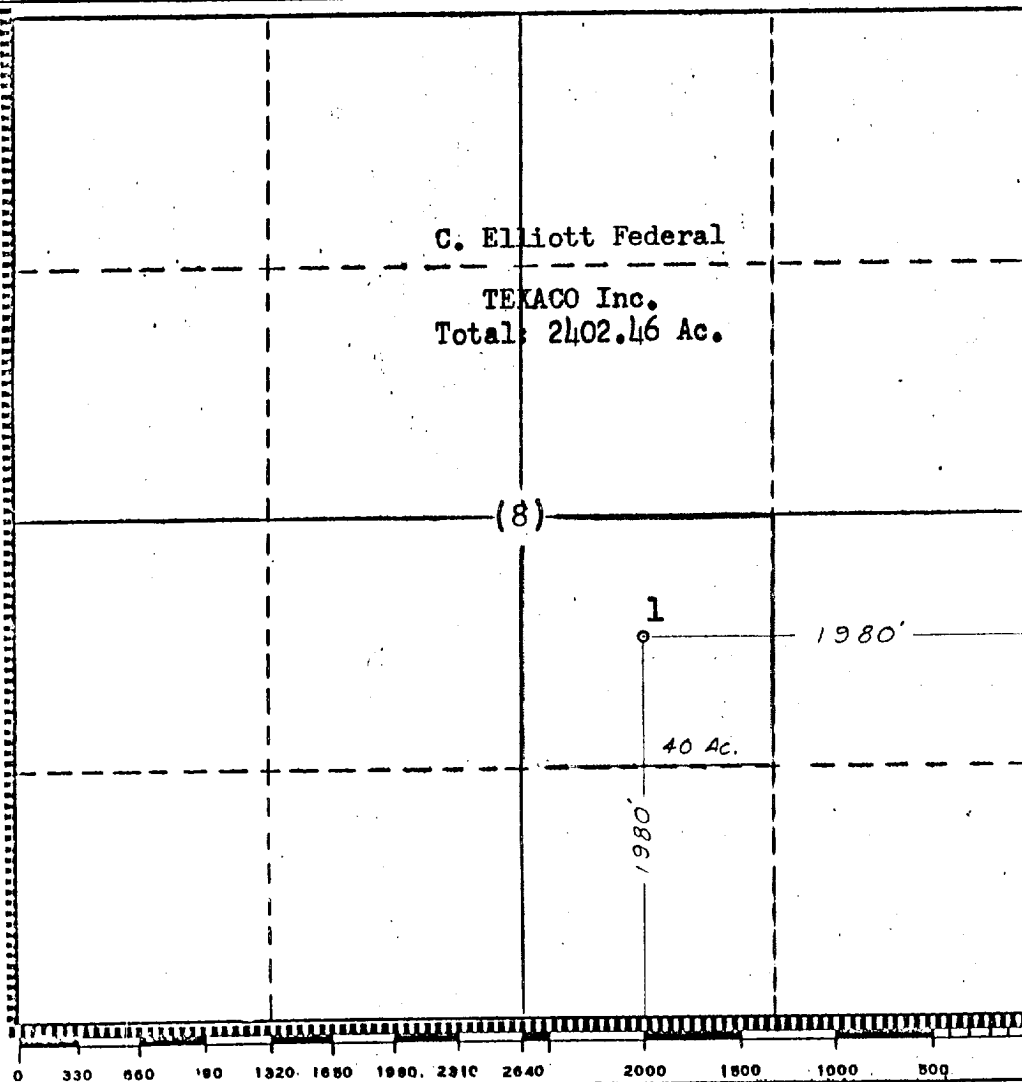 C. Elliott Federal
TEXACO Inc.
Total: 2402.46 Ac.
(8)
1
1980'
40 Ac.
1980'
0 330 660 990 1320 1650 1980 2310 2640 2000 1500 1000 500